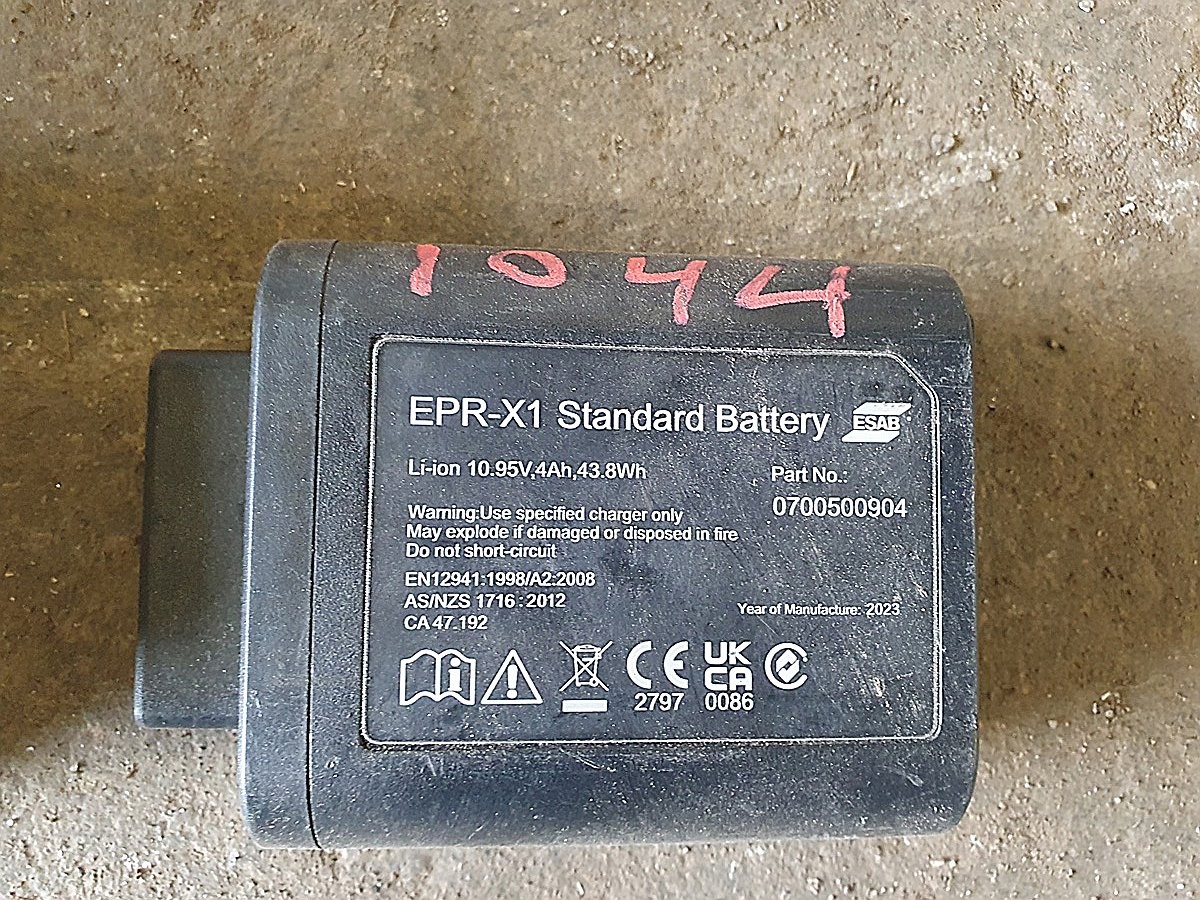 1044
EPR-X1 Standard Battery
ESAB
Li-ion 10.95V,4Ah,43.8Wh
Part No.:
0700500904
Warning:Use specified charger only
May explode if damaged or disposed in fire
Do not short-circuit
EN12941:1998/A2:2008
AS/NZS 1716 : 2012
CA 47 192
Year of Manufacture: 2023
CE
2797
UK
CA
0086